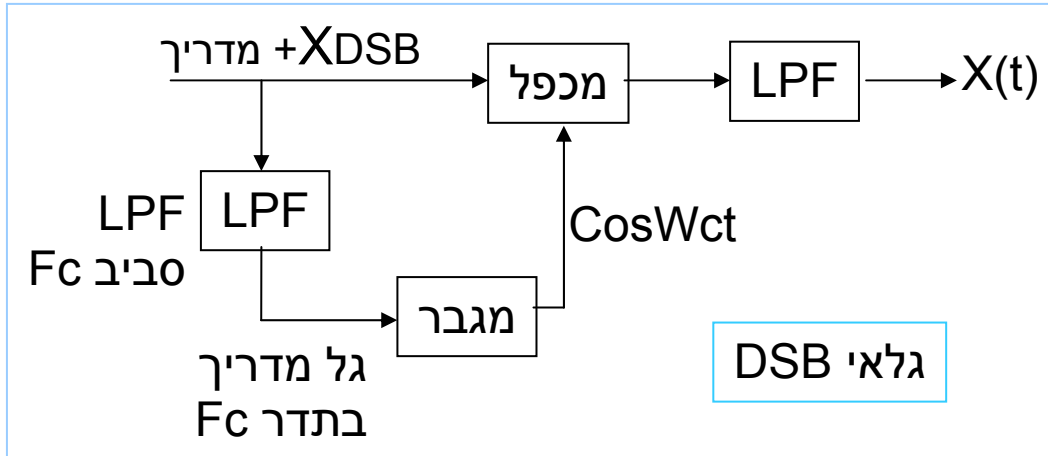 מדריך +XDSB
מכפל
LPF
X(t)
LPF
סביב Fc
LPF
CosWct
מגבר
גל מדריך
בתדר Fc
גלאי DSB